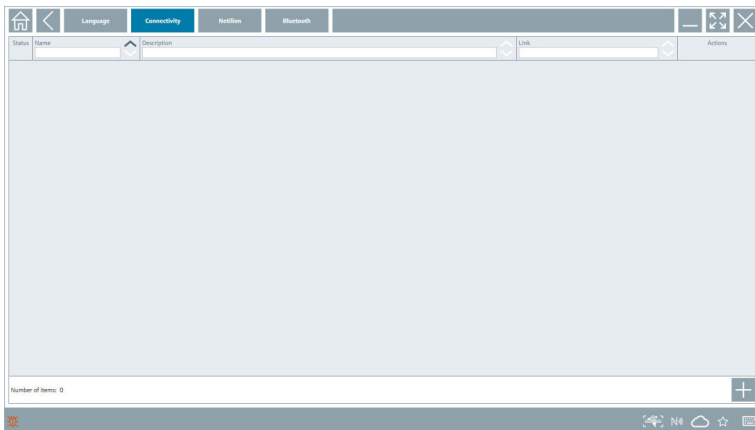 Language Connectivity Netilion Bluetooth
Status Name Description Link Actions
Number of Items: 0